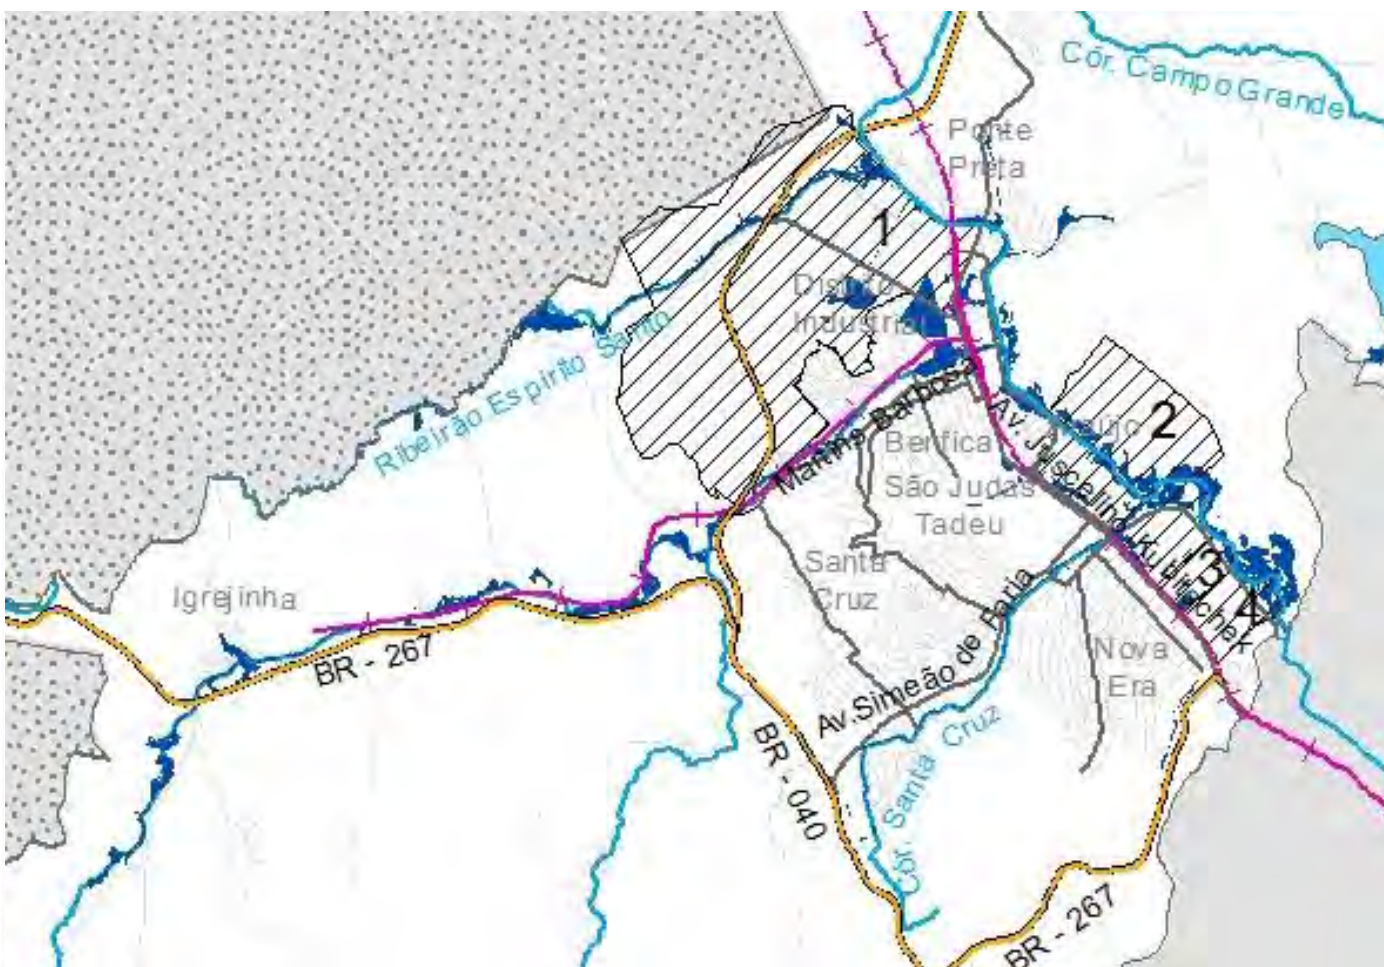 Cór. Campo Grande
Ponte
Preta
1
Distrito
Industrial
Ribeirão Espírito Santo
2
Martins Barbosa
Benfica
Av. Juscelino Kubitschek
São Judas
Tadeu
Santa
Cruz
3
4
Igrejinha
BR - 267
Nova
Era
Av.Simeão de Faria
Cór. Santa Cruz
BR - 040
BR - 267